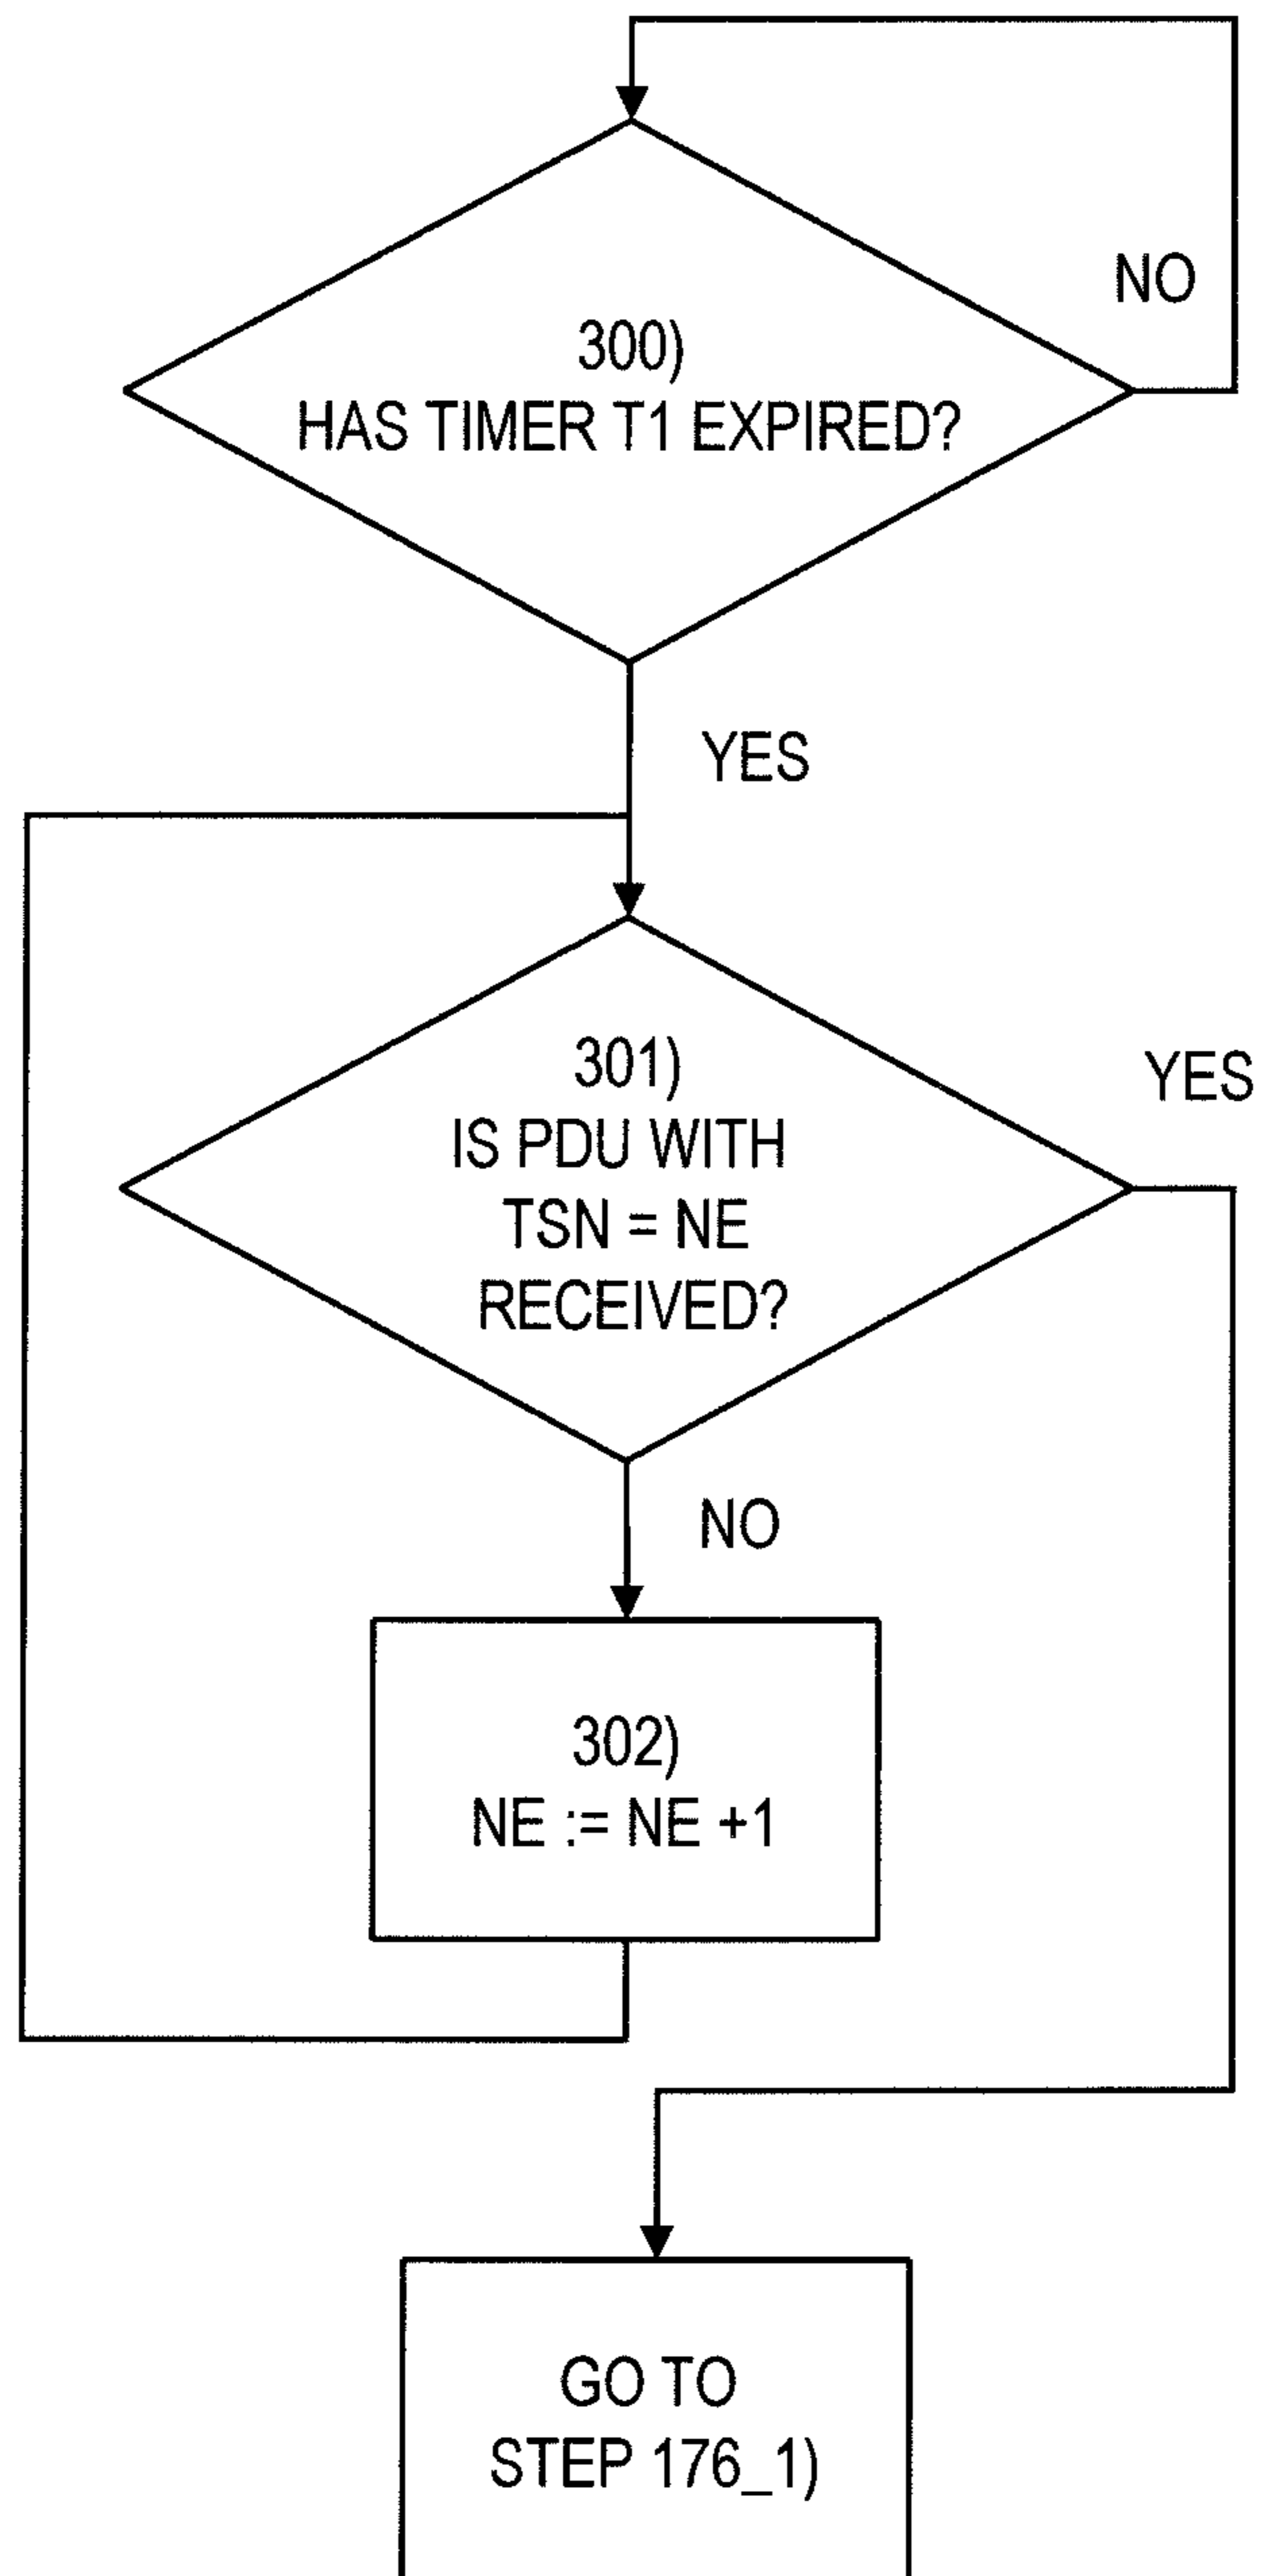 NO
300)
HAS TIMER T1 EXPIRED?
YES
301)
YES
IS PDU WITH
TSN = NE
RECEIVED?
NO
302)
NE := NE +1
GO TO
STEP 176_1)